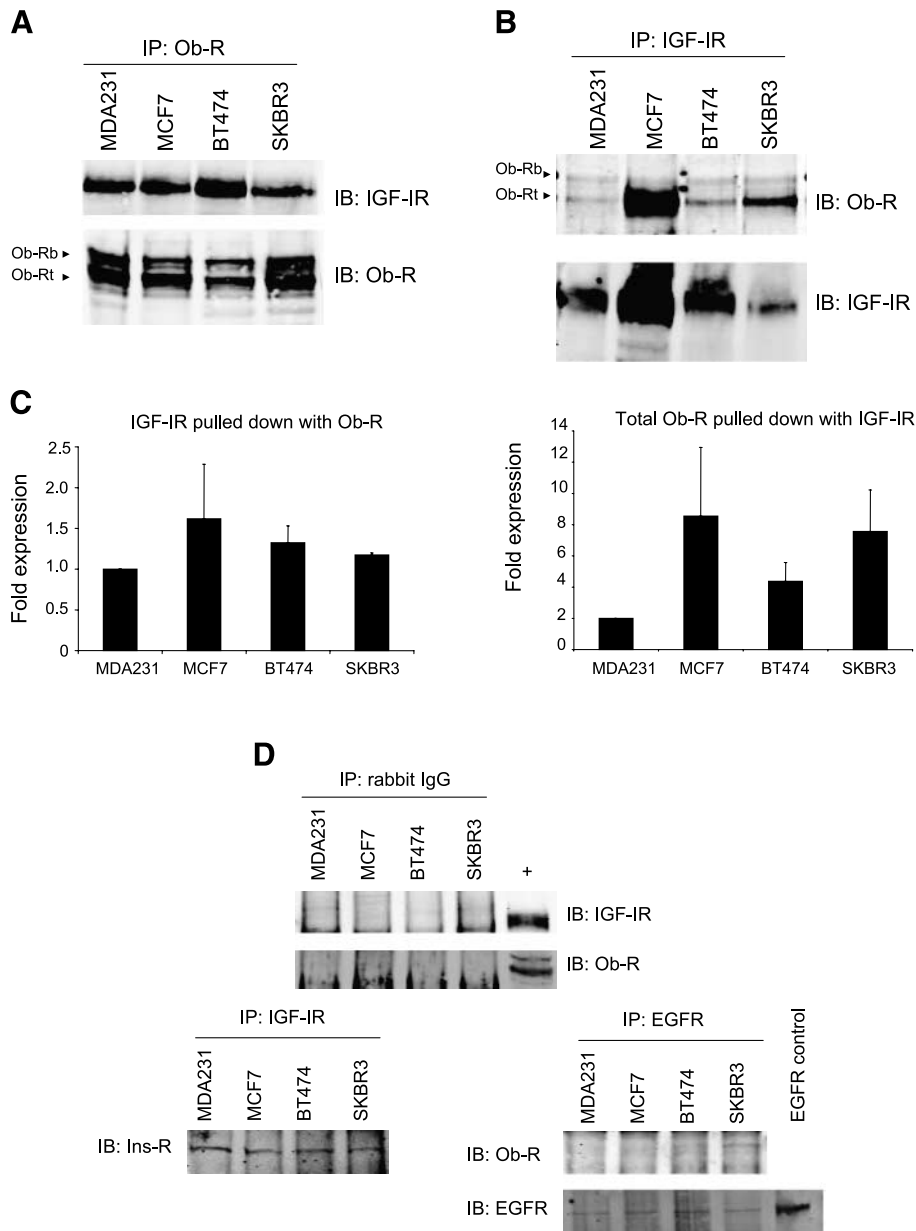 A
IP: Ob-R
MDA231
MCF7
BT474
SKBR3
IB: IGF-IR
Ob-Rb
Ob-Rt
IB: Ob-R
B
IP: IGF-IR
MDA231
MCF7
BT474
SKBR3
Ob-Rb
Ob-Rt
IB: Ob-R
IB: IGF-IR
C
IGF-IR pulled down with Ob-R
Fold expression
2.5
2.0
1.5
1.0
0.5
0
MDA231 MCF7 BT474 SKBR3
Total Ob-R pulled down with IGF-IR
Fold expression
14
12
10
8
6
4
2
0
MDA231 MCF7 BT474 SKBR3
D
IP: rabbit IgG
MDA231
MCF7
BT474
SKBR3
+
IB: IGF-IR
IB: Ob-R
IP: IGF-IR
MDA231
MCF7
BT474
SKBR3
IB: Ins-R
IP: EGFR
MDA231
MCF7
BT474
SKBR3
EGFR control
IB: Ob-R
IB: EGFR